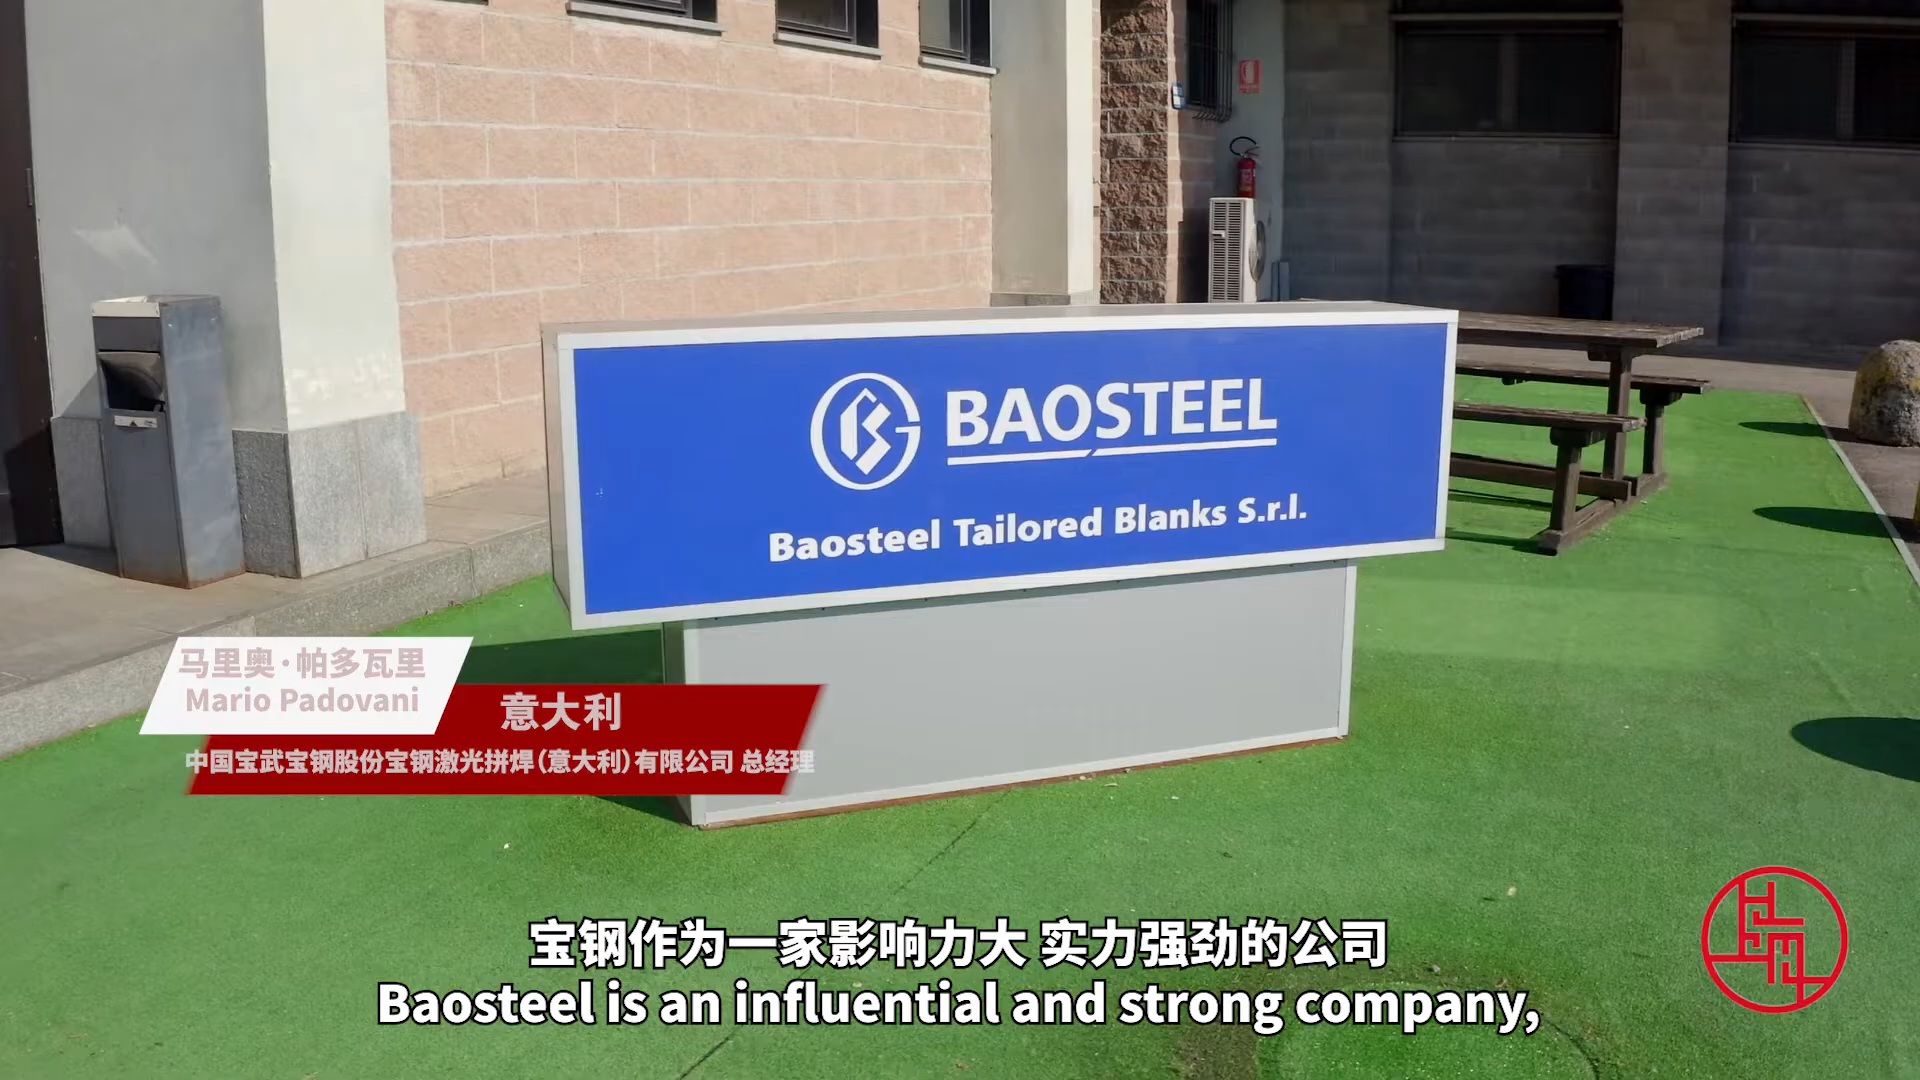 BAOSTEEL
Baosteel Tailored Blanks S.r.l.
马里奥·帕多瓦里
Mario Padovani
意大利
中国宝武宝钢股份宝钢激光拼焊(意大利)有限公司 总经理
宝钢作为一家影响力大 实力强劲的公司
Baosteel is an influential and strong company,